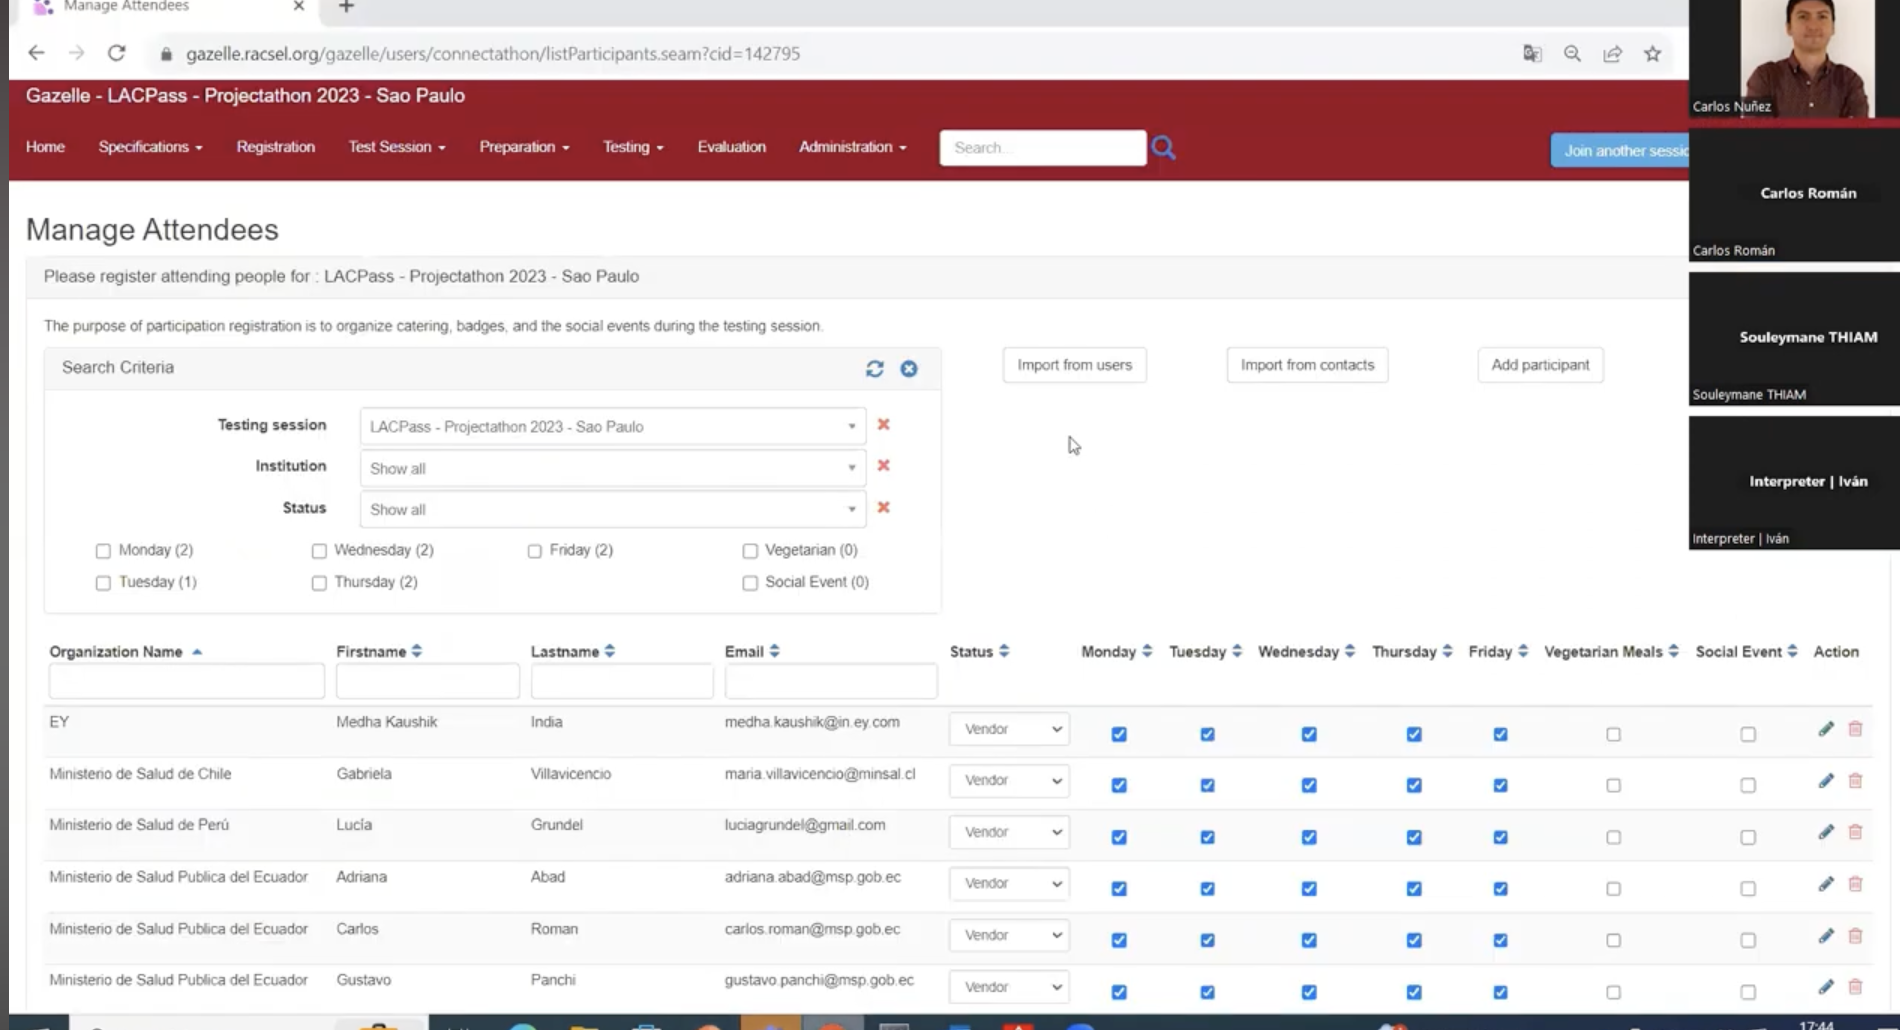 Manage Attendees
gazelle.racsel.org/gazelle/users/connectathon/listParticipants.seam?cid=142795
Gazelle - LACPass - Projectathon 2023 - Sao Paulo
Home Specifications Registration Test Session Preparation Testing Evaluation Administration Search... Join another sessio
Carlos Nuñez
Carlos Román
Carlos Román
Souleymane THIAM
Souleymane THIAM
Interpreter | Iván
Interpreter | Iván
Manage Attendees
Please register attending people for : LACPass - Projectathon 2023 - Sao Paulo
The purpose of participation registration is to organize catering, badges, and the social events during the testing session.
Search Criteria
Import from users Import from contacts Add participant
Testing session LACPass - Projectathon 2023 - Sao Paulo
Institution Show all
Status Show all
Monday (2) Wednesday (2) Friday (2) Vegetarian (0)
Tuesday (1) Thursday (2) Social Event (0)
Organization Name Firstname Lastname Email Status Monday Tuesday Wednesday Thursday Friday Vegetarian Meals Social Event Action
EY Medha Kaushik India medha.kaushik@in.ey.com Vendor
Ministerio de Salud de Chile Gabriela Villavicencio maria.villavicencio@minsal.cl Vendor
Ministerio de Salud de Perú Lucía Grundel luciagrundel@gmail.com Vendor
Ministerio de Salud Publica del Ecuador Adriana Abad adriana.abad@msp.gob.ec Vendor
Ministerio de Salud Publica del Ecuador Carlos Roman carlos.roman@msp.gob.ec Vendor
Ministerio de Salud Publica del Ecuador Gustavo Panchi gustavo.panchi@msp.gob.ec Vendor
17:44